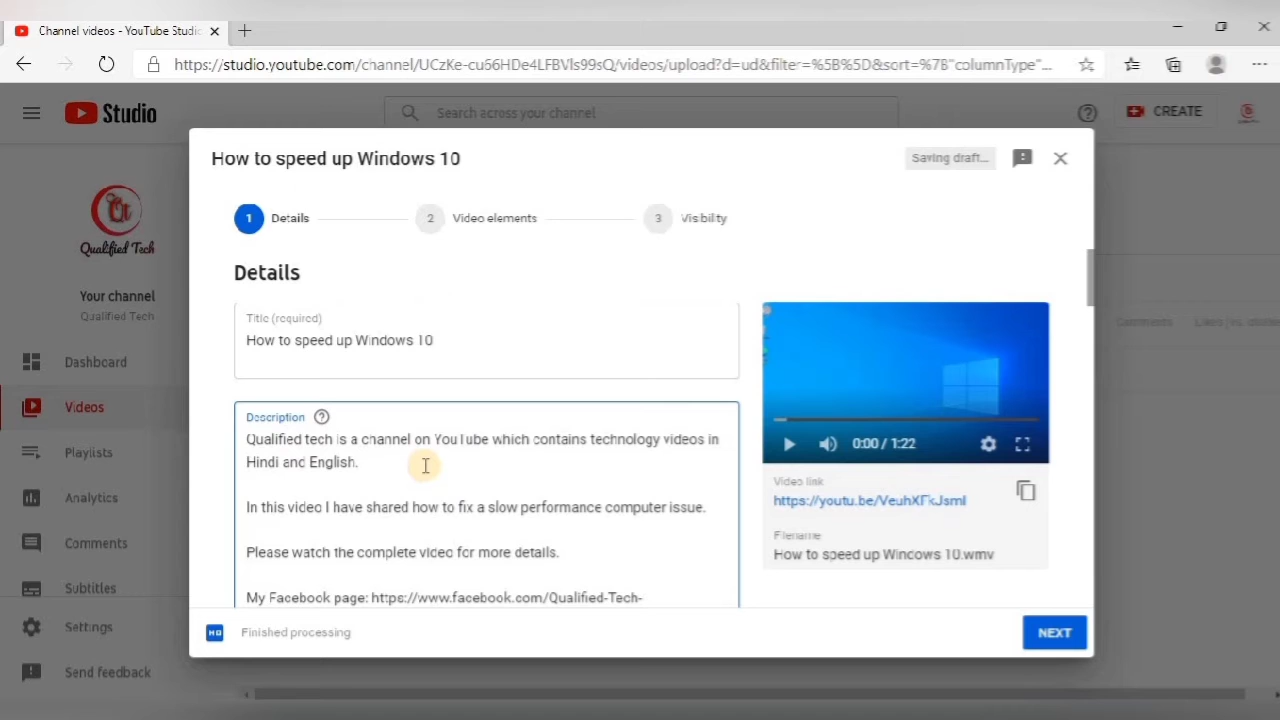 Channel videos - YouTube Studio
https://studio.youtube.com/channel/UCzKe-cu66HDe4LFBVls99sQ/videos/upload?d=ud&filter=%5B%5D&sort=%7B"columnType"...
Studio
Search across your channel
CREATE
How to speed up Windows 10
Saving draft...
1 Details
2 Video elements
3 Visibility
Qualified Tech
Your channel
Qualified Tech
Dashboard
Videos
Playlists
Analytics
Comments
Subtitles
Settings
Send feedback
Details
Title (required)
How to speed up Windows 10
Description
Qualified tech is a channel on YouTube which contains technology videos in
Hindi and English.
In this video I have shared how to fix a slow performance computer issue.
Please watch the complete video for more details.
My Facebook page: https://www.facebook.com/Qualified-Tech-
0:00 / 1:22
Video link
Filename
How to speed up Windows 10.wmv
Comments
HD
Finished processing
NEXT